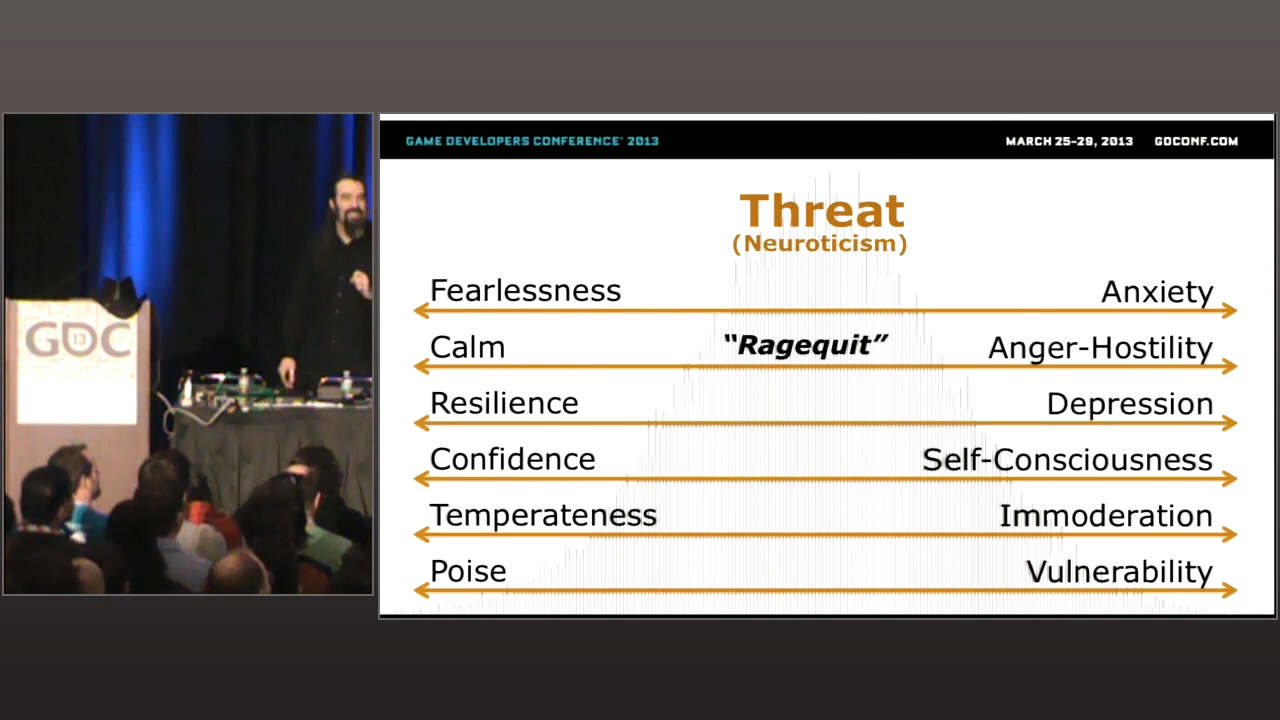 GAME DEVELOPERS CONFERENCE® 2013
MARCH 25-29, 2013 GDCONF.COM
Threat
(Neuroticism)
Fearlessness Anxiety
Calm "Ragequit" Anger-Hostility
Resilience Depression
Confidence Self-Consciousness
Temperateness Immoderation
Poise Vulnerability
GDC
13